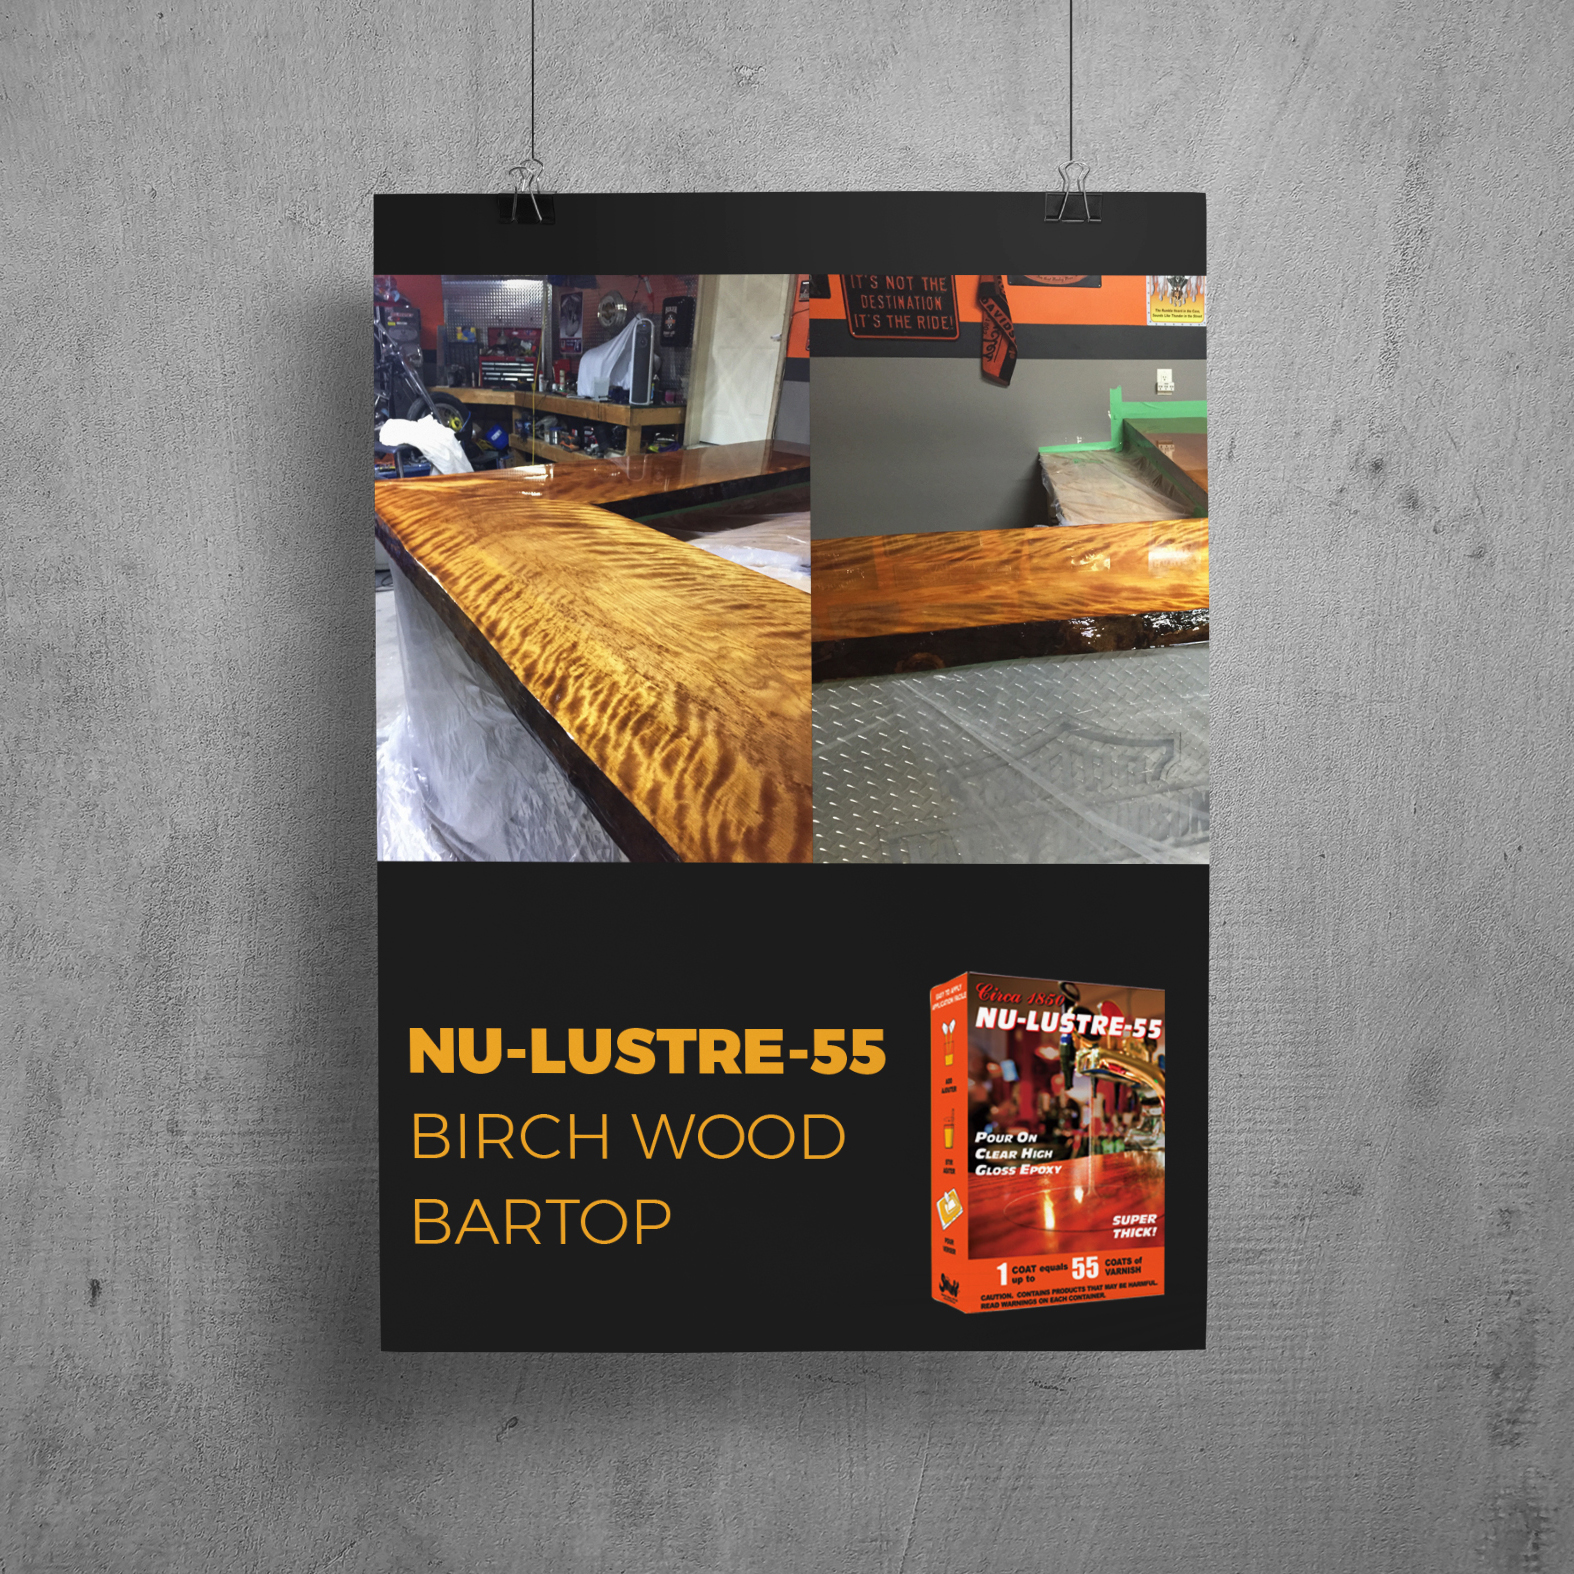 IT'S NOT THE
DESTINATION
IT'S THE RIDE!
NU-LUSTRE-55
BIRCH WOOD
BARTOP
Circa 1850
NU-LUSTRE-55
POUR ON
CLEAR HIGH
GLOSS EPOXY
SUPER
THICK!
1 COAT equals up to 55 COATS of VARNISH
CAUTION. CONTAINS PRODUCTS THAT MAY BE HARMFUL.
READ WARNINGS ON EACH CONTAINER.